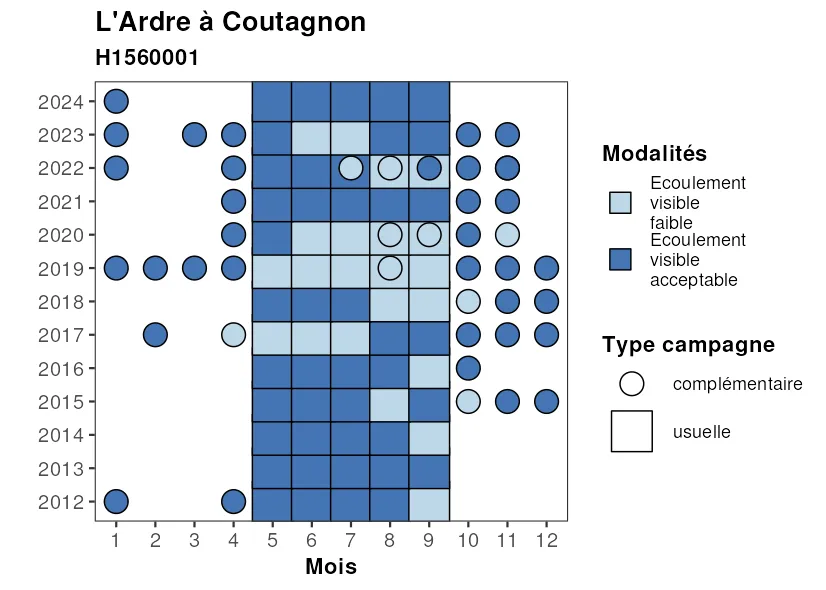 L'Ardre à Coutagnon
H1560001
2024
2023
2022
2021
2020
2019
2018
2017
2016
2015
2014
2013
2012
1 2 3 4 5 6 7 8 9 10 11 12
Mois
Modalités
Ecoulement
visible
faible
Ecoulement
visible
acceptable
Type campagne
complémentaire
usuelle